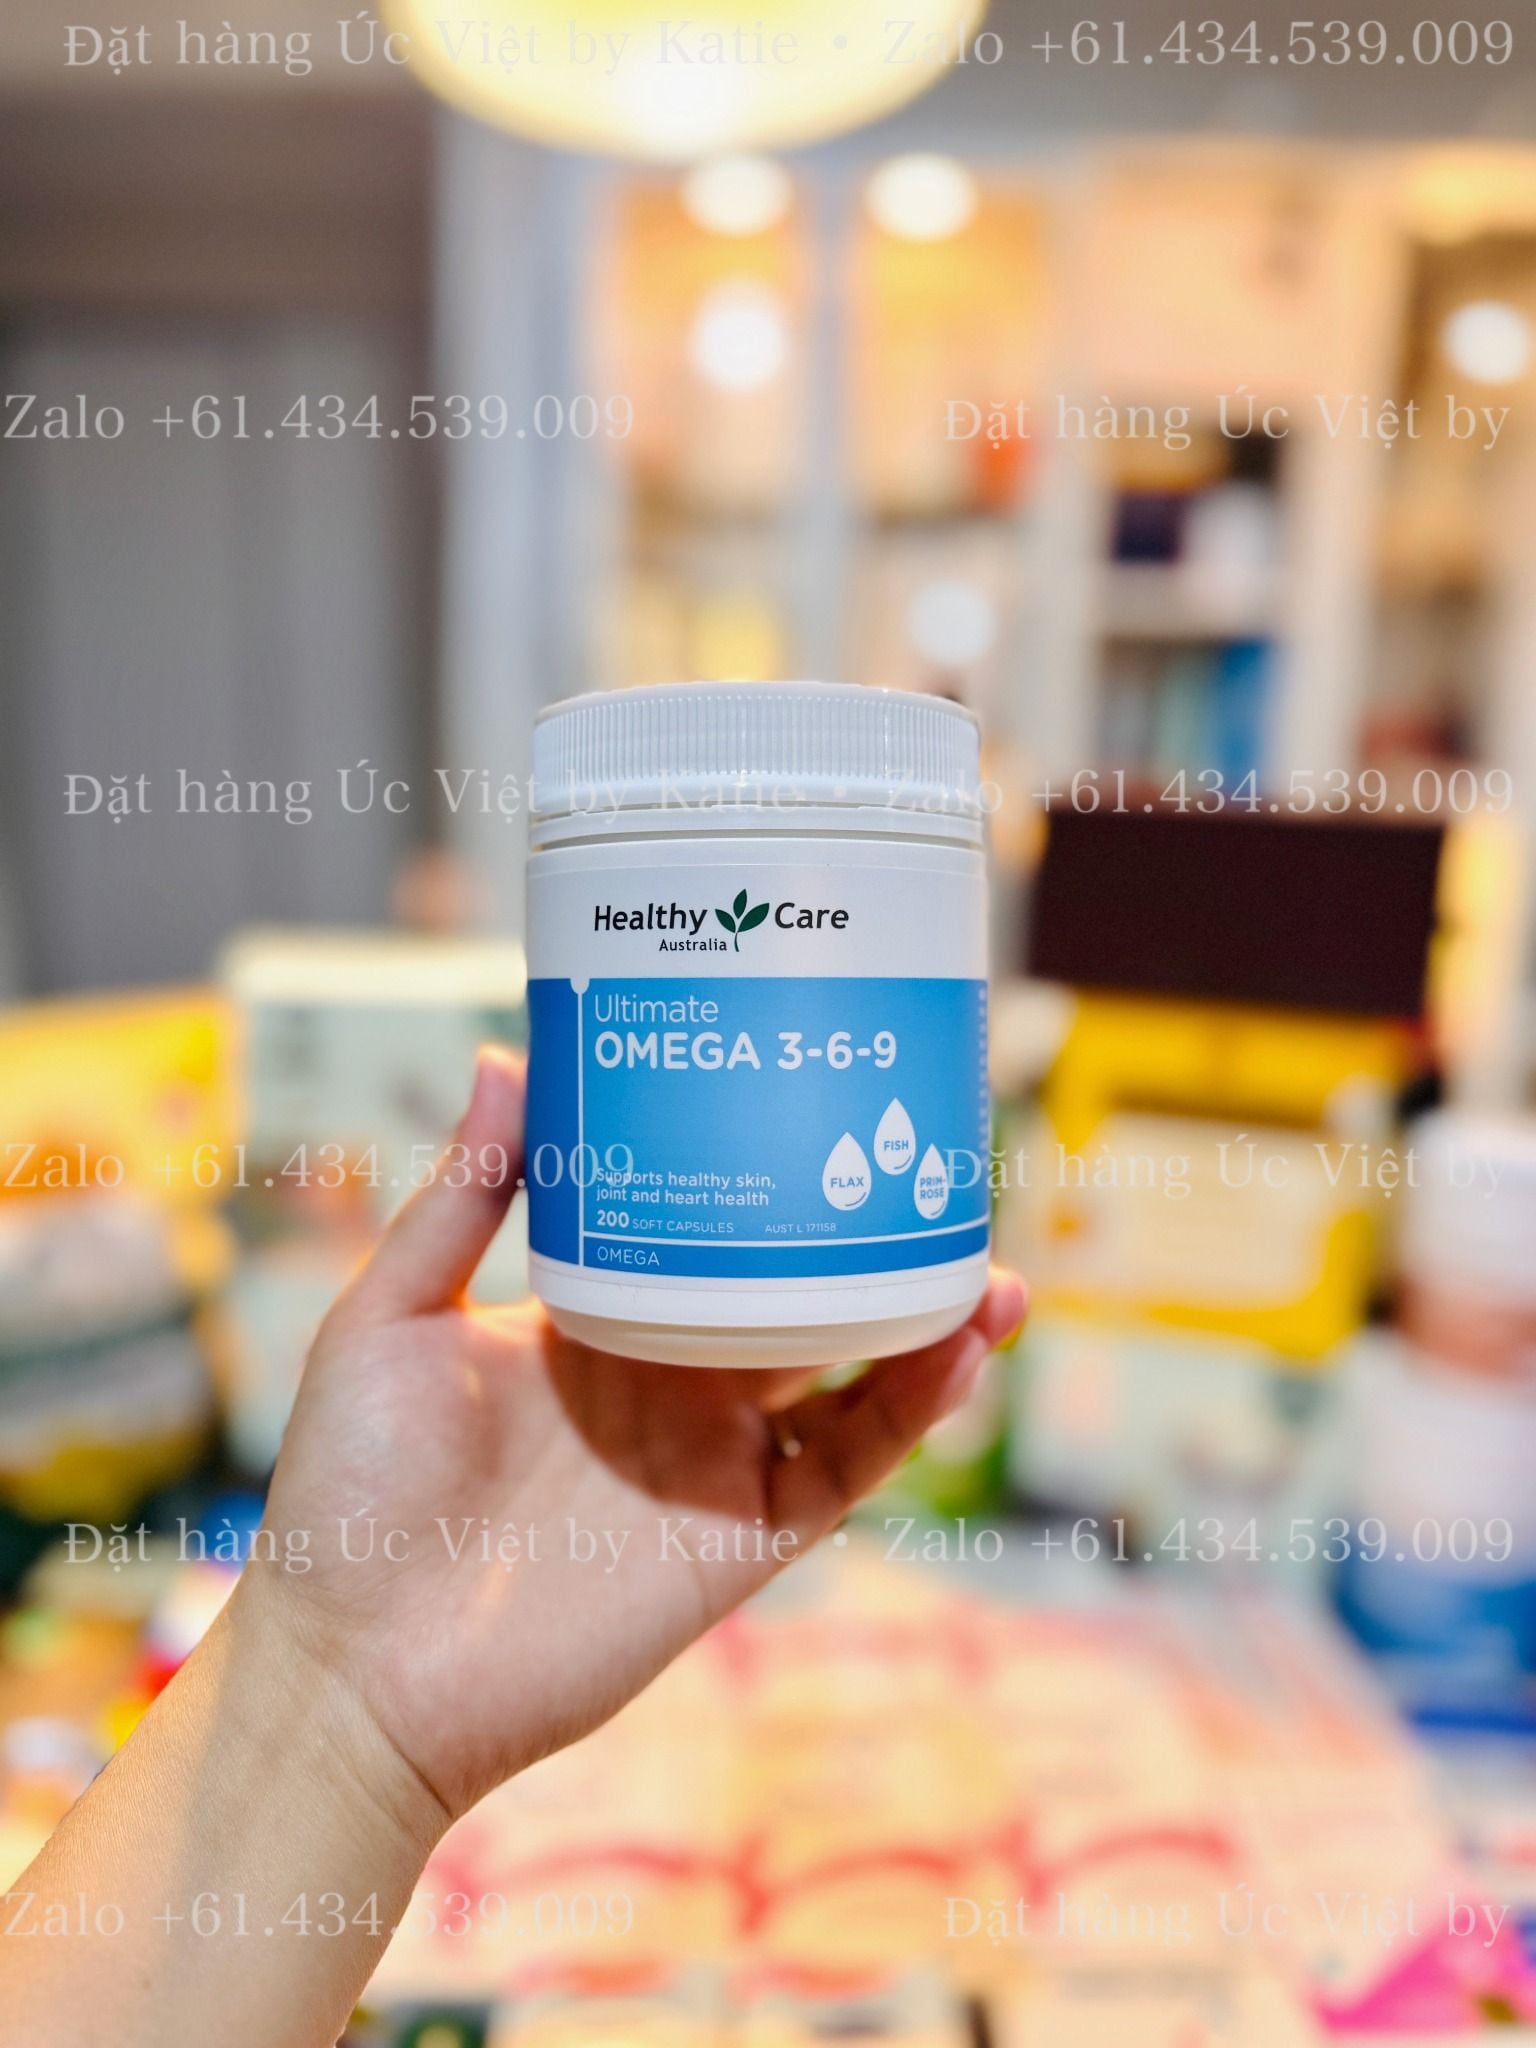 Đặt hàng Úc Việt by Katie • Zalo +61.434.539.009
Zalo +61.434.539.009 Đặt hàng Úc Việt by
Đặt hàng Úc Việt by Katie • Zalo +61.434.539.009
Healthy Care
Australia
Ultimate
OMEGA 3-6-9
FISH
FLAX
PRIM-
ROSE
Zalo +61.434.539.009 Đặt hàng Úc Việt by
Supports healthy skin,
joint and heart health
200 SOFT CAPSULES AUST L 171158
OMEGA
Đặt hàng Úc Việt by Katie • Zalo +61.434.539.009
Zalo +61.434.539.009 Đặt hàng Úc Việt by